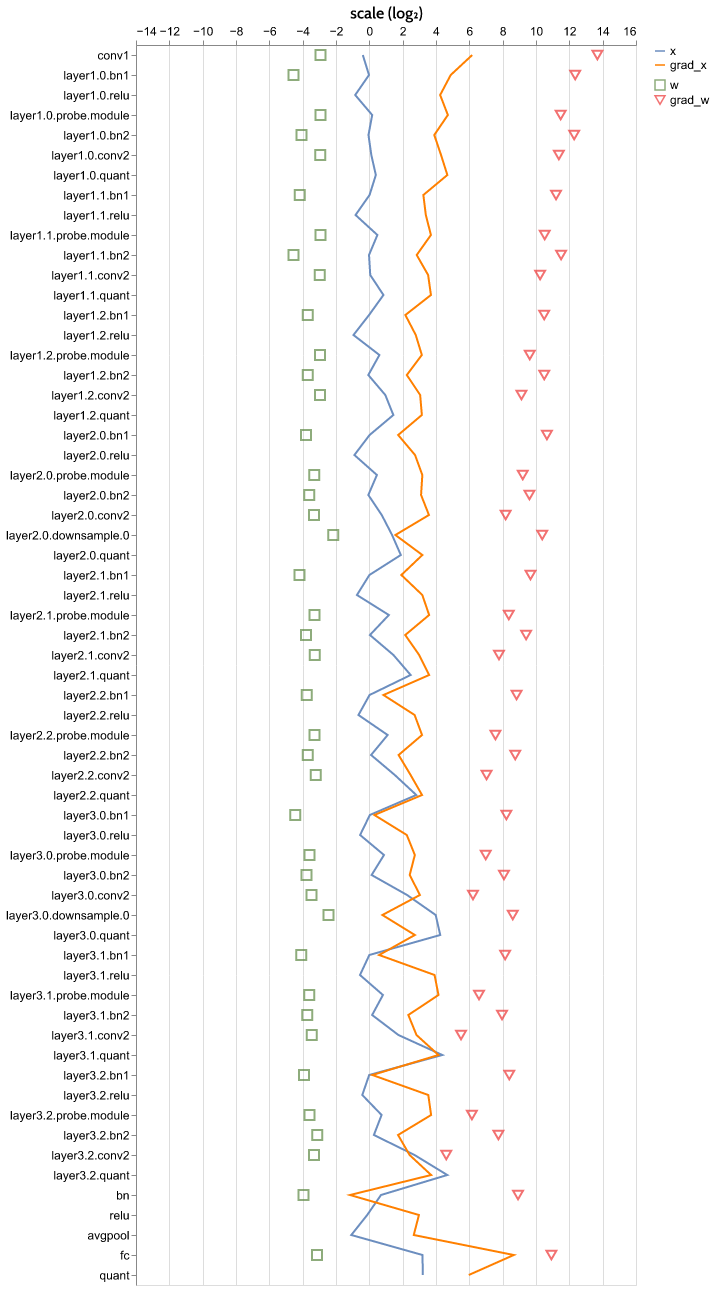 scale (log₂)
−14 −12 −10 −8 −6 −4 −2 0 2 4 6 8 10 12 14 16
x
grad_x
w
grad_w
conv1
layer1.0.bn1
layer1.0.relu
layer1.0.probe.module
layer1.0.bn2
layer1.0.conv2
layer1.0.quant
layer1.1.bn1
layer1.1.relu
layer1.1.probe.module
layer1.1.bn2
layer1.1.conv2
layer1.1.quant
layer1.2.bn1
layer1.2.relu
layer1.2.probe.module
layer1.2.bn2
layer1.2.conv2
layer1.2.quant
layer2.0.bn1
layer2.0.relu
layer2.0.probe.module
layer2.0.bn2
layer2.0.conv2
layer2.0.downsample.0
layer2.0.quant
layer2.1.bn1
layer2.1.relu
layer2.1.probe.module
layer2.1.bn2
layer2.1.conv2
layer2.1.quant
layer2.2.bn1
layer2.2.relu
layer2.2.probe.module
layer2.2.bn2
layer2.2.conv2
layer2.2.quant
layer3.0.bn1
layer3.0.relu
layer3.0.probe.module
layer3.0.bn2
layer3.0.conv2
layer3.0.downsample.0
layer3.0.quant
layer3.1.bn1
layer3.1.relu
layer3.1.probe.module
layer3.1.bn2
layer3.1.conv2
layer3.1.quant
layer3.2.bn1
layer3.2.relu
layer3.2.probe.module
layer3.2.bn2
layer3.2.conv2
layer3.2.quant
bn
relu
avgpool
fc
quant